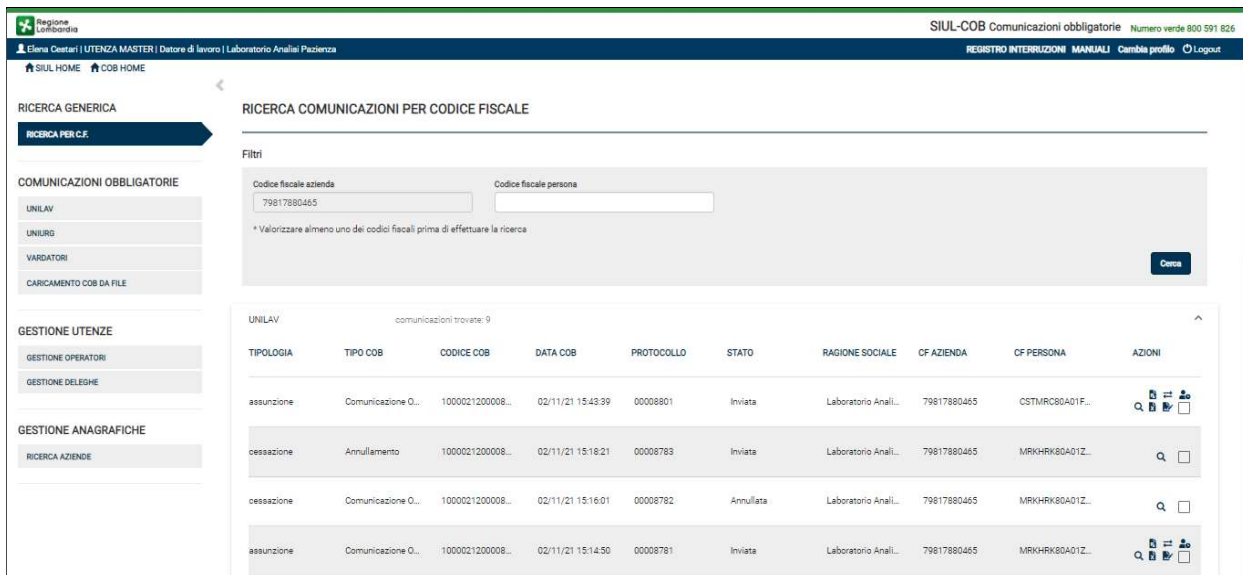 Regione Lombardia
SIUL-COB Comunicazioni obbligatorie Numero verde 800 591 826
Elena Cestari | UTENZA MASTER | Datore di lavoro | Laboratorio Analisi Pazienza REGISTRO INTERRUZIONI MANUALI Cambia profilo Logout
SIUL HOME COB HOME
RICERCA GENERICA
RICERCA PER C.F.
COMUNICAZIONI OBBLIGATORIE
UNILAV
UNIURG
VARDATORI
CARICAMENTO COB DA FILE
GESTIONE UTENZE
GESTIONE OPERATORI
GESTIONE DELEGHE
GESTIONE ANAGRAFICHE
RICERCA AZIENDE
RICERCA COMUNICAZIONI PER CODICE FISCALE
Filtri
Codice fiscale azienda Codice fiscale persona
79817880465
* Valorizzare almeno uno dei codici fiscali prima di effettuare la ricerca
Cerca
UNILAV comunicazioni trovate: 9
TIPOLOGIA TIPO COB CODICE COB DATA COB PROTOCOLLO STATO RAGIONE SOCIALE CF AZIENDA CF PERSONA AZIONI
assunzione Comunicazione O... 1000021200008... 02/11/21 15:43:39 00008801 Inviata Laboratorio Anali... 79817880465 CSTMRC80A01F...
cessazione Annullamento 1000021200008... 02/11/21 15:18:21 00008783 Inviata Laboratorio Anali... 79817880465 MRKHRK80A01Z...
cessazione Comunicazione O... 1000021200008... 02/11/21 15:16:01 00008782 Annullata Laboratorio Anali... 79817880465 MRKHRK80A01Z...
assunzione Comunicazione O... 1000021200008... 02/11/21 15:14:50 00008781 Inviata Laboratorio Anali... 79817880465 MRKHRK80A01Z...